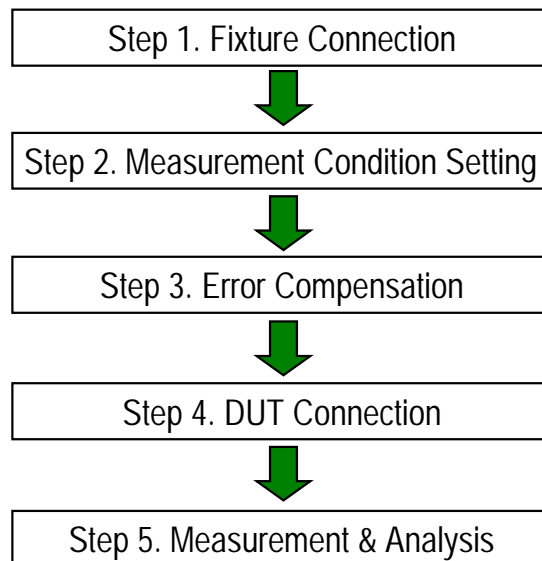 Step 1. Fixture Connection
Step 2. Measurement Condition Setting
Step 3. Error Compensation
Step 4. DUT Connection
Step 5. Measurement & Analysis